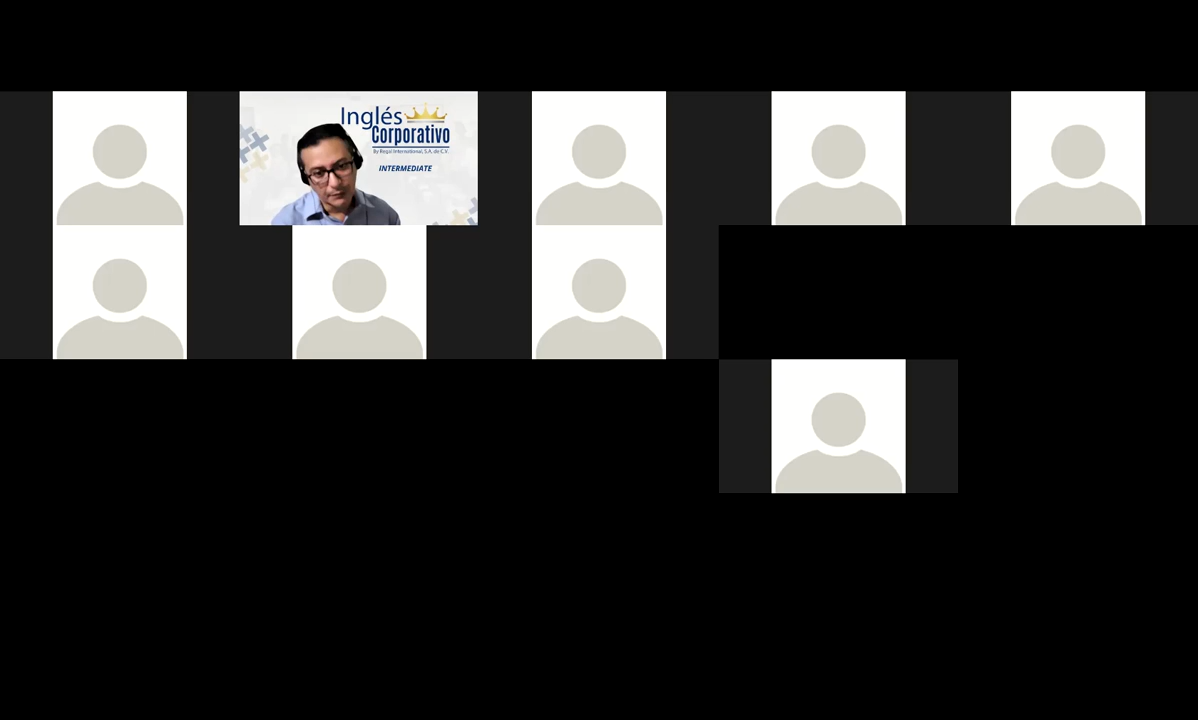 Inglés
Corporativo
By Regal International, S.A. de C.V.
INTERMEDIATE